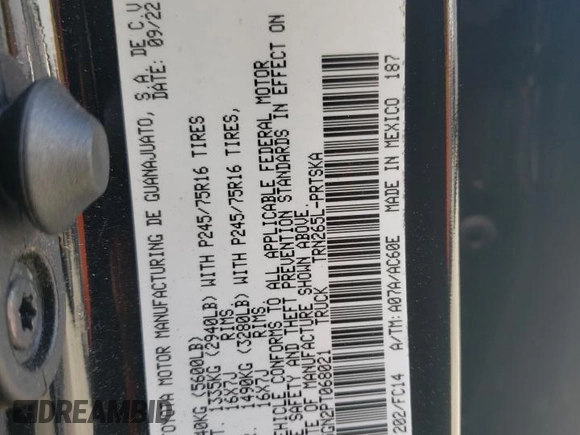 TOYOTA MOTOR MANUFACTURING DE GUANAJUATO, S.A. DE C.V.
DATE: 09/22
40KG (5600LB)
T 1335KG (2940LB) WITH P245/75R16 TIRES
16X7J RIMS,
1490KG (3280LB) WITH P245/75R16 TIRES,
16X7J RIMS.
VEHICLE CONFORMS TO ALL APPLICABLE FEDERAL MOTOR
SAFETY AND THEFT PREVENTION STANDARDS IN EFFECT ON
TE OF MANUFACTURE SHOWN ABOVE.
GN2PT068021 TRUCK TRN265L-PRTSKA
202/FC14 A/TM:A07A/AC60E MADE IN MEXICO 187
DREAMBID